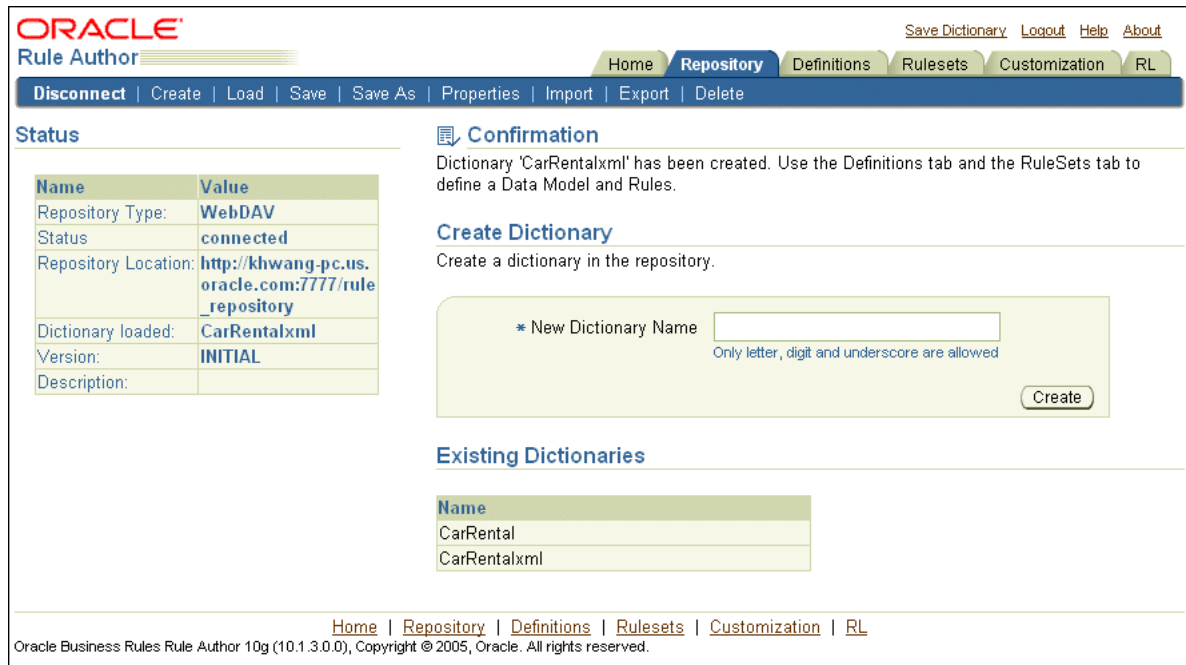 ORACLE
Rule Author
Save Dictionary Logout Help About
Home Repository Definitions Rulesets Customization RL
Disconnect | Create | Load | Save | Save As | Properties | Import | Export | Delete
Status
Name Value
Repository Type: WebDAV
Status connected
Repository Location: http://khwang-pc.us.
oracle.com:7777/rule
_repository
Dictionary loaded: CarRentalxml
Version: INITIAL
Description:
Confirmation
Dictionary 'CarRentalxml' has been created. Use the Definitions tab and the RuleSets tab to
define a Data Model and Rules.
Create Dictionary
Create a dictionary in the repository.
* New Dictionary Name
Only letter, digit and underscore are allowed
Create
Existing Dictionaries
Name
CarRental
CarRentalxml
Home | Repository | Definitions | Rulesets | Customization | RL
Oracle Business Rules Rule Author 10g (10.1.3.0.0), Copyright © 2005, Oracle. All rights reserved.